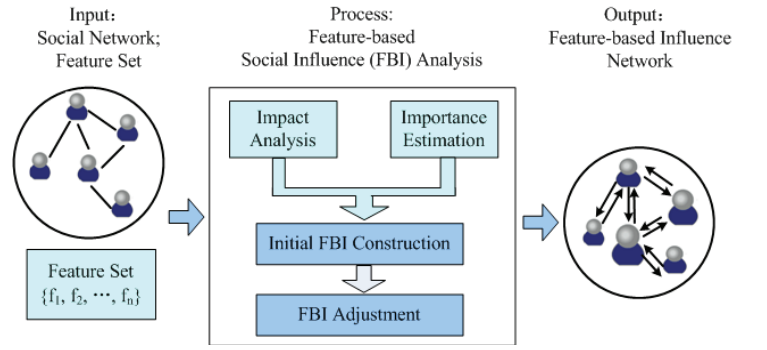 Input:
Social Network;
Feature Set
Feature Set
{f1, f2, ⋯, fn}
Process:
Feature-based
Social Influence (FBI) Analysis
Impact
Analysis
Importance
Estimation
Initial FBI Construction
FBI Adjustment
Output:
Feature-based Influence
Network